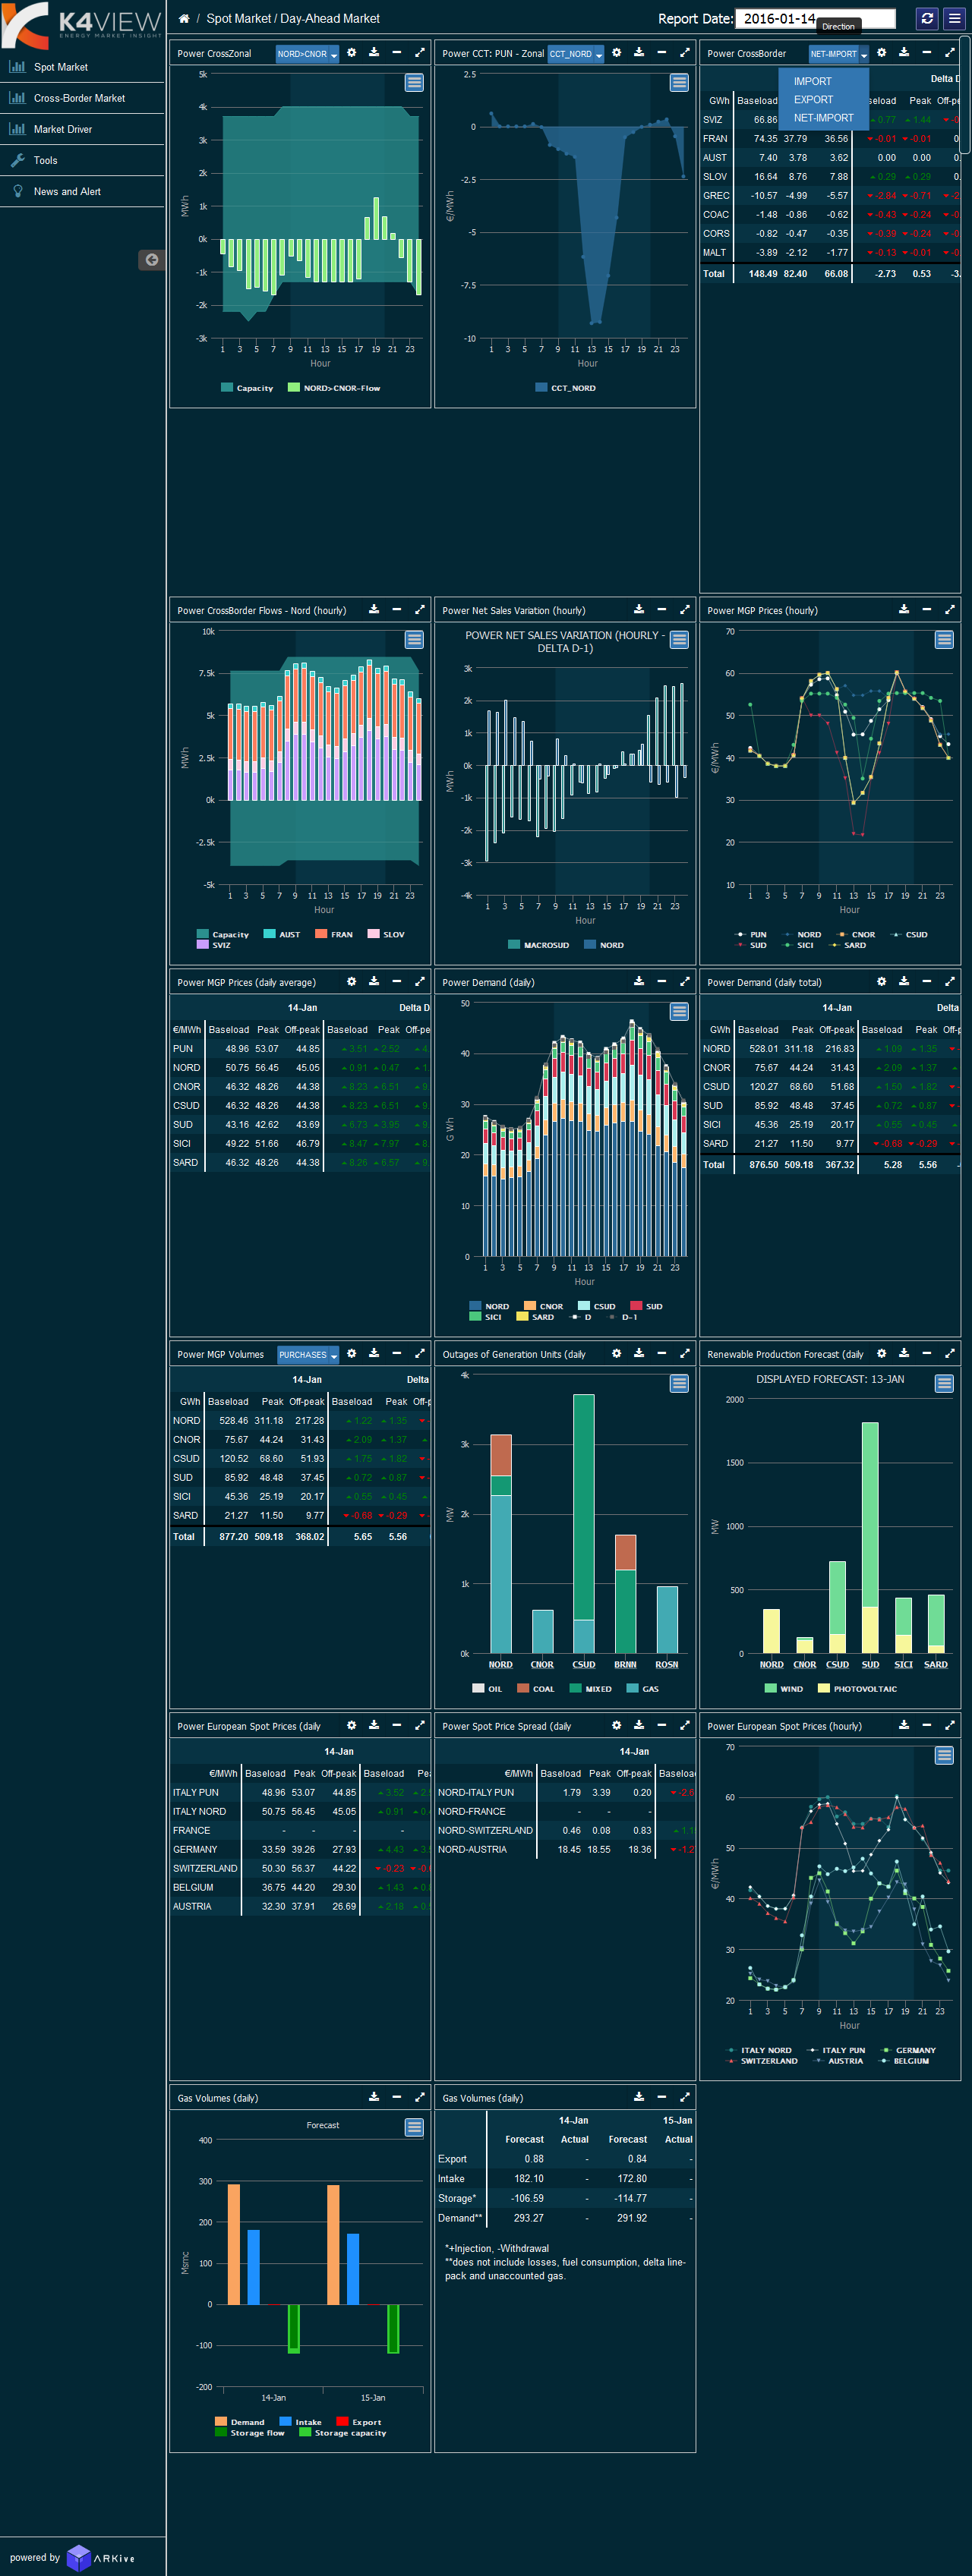 K4VIEW
ENERGY MARKET INSIGHT
/ Spot Market / Day-Ahead Market
Report Date: 2016-01-14
Direction
Spot Market
Cross-Border Market
Market Driver
Tools
News and Alert
Power CrossZonal NORD>CNOR
5k
4k
3k
2k
1k
0k
-1k
-2k
-3k
MWh
1 3 5 7 9 11 13 15 17 19 21 23
Hour
Capacity NORD>CNOR-Flow
Power CCT: PUN - Zonal CCT_NORD
2.5
0
-2.5
-5
-7.5
-10
€/MWh
1 3 5 7 9 11 13 15 17 19 21 23
Hour
CCT_NORD
Power CrossBorder NET-IMPORT
IMPORT
EXPORT
NET-IMPORT
Delta D
GWh Baseload seload Peak Off-p
SVIZ 66.86 0.77 1.44 -0
FRAN 74.35 37.79 36.56 -0.01 -0.01 0
AUST 7.40 3.78 3.62 0.00 0.00 0.
SLOV 16.64 8.76 7.88 0.29 0.29 0.
GREC -10.57 -4.99 -5.57 -2.84 -0.71 -2
COAC -1.48 -0.86 -0.62 -0.43 -0.24 -0
CORS -0.82 -0.47 -0.35 -0.39 -0.24 -0
MALT -3.89 -2.12 -1.77 -0.13 -0.01 -0
Total 148.49 82.40 66.08 -2.73 0.53 -3.
Power CrossBorder Flows - Nord (hourly)
10k
7.5k
5k
2.5k
0k
-2.5k
-5k
MWh
1 3 5 7 9 11 13 15 17 19 21 23
Hour
Capacity AUST FRAN SLOV
SVIZ
Power Net Sales Variation (hourly)
POWER NET SALES VARIATION (HOURLY -
DELTA D-1)
3k
2k
1k
0k
-1k
-2k
-3k
-4k
MWh
1 3 5 7 9 11 13 15 17 19 21 23
Hour
MACROSUD NORD
Power MGP Prices (hourly)
70
60
50
40
30
20
10
€/MWh
1 3 5 7 9 11 13 15 17 19 21 23
Hour
PUN NORD CNOR CSUD
SUD SICI SARD
Power MGP Prices (daily average)
14-Jan Delta D
€/MWh Baseload Peak Off-peak Baseload Peak Off-pe
PUN 48.96 53.07 44.85 3.51 2.52 4.
NORD 50.75 56.45 45.05 0.91 0.47 1.
CNOR 46.32 48.26 44.38 8.23 6.51 9.
CSUD 46.32 48.26 44.38 8.23 6.51 9.
SUD 43.16 42.62 43.69 6.73 3.95 9.
SICI 49.22 51.66 46.79 8.47 7.97 8.
SARD 46.32 48.26 44.38 8.26 6.57 9.
Power Demand (daily)
50
40
30
20
10
0
G Wh
1 3 5 7 9 11 13 15 17 19 21 23
Hour
NORD CNOR CSUD SUD
SICI SARD D D-1
Power Demand (daily total)
14-Jan Delta
GWh Baseload Peak Off-peak Baseload Peak Off-p
NORD 528.01 311.18 216.83 1.09 1.35 -
CNOR 75.67 44.24 31.43 2.09 1.37
CSUD 120.27 68.60 51.68 1.50 1.82 -
SUD 85.92 48.48 37.45 0.72 0.87 -
SICI 45.36 25.19 20.17 0.55 0.45
SARD 21.27 11.50 9.77 -0.68 -0.29 -
Total 876.50 509.18 367.32 5.28 5.56 -
Power MGP Volumes PURCHASES
14-Jan Delta
GWh Baseload Peak Off-peak Baseload Peak Off-p
NORD 528.46 311.18 217.28 1.22 1.35 -
CNOR 75.67 44.24 31.43 2.09 1.37
CSUD 120.52 68.60 51.93 1.75 1.82 -
SUD 85.92 48.48 37.45 0.72 0.87 -
SICI 45.36 25.19 20.17 0.55 0.45
SARD 21.27 11.50 9.77 -0.68 -0.29 -
Total 877.20 509.18 368.02 5.65 5.56
Outages of Generation Units (daily
4k
3k
2k
1k
0k
MW
NORD CNOR CSUD BRNN ROSN
OIL COAL MIXED GAS
Renewable Production Forecast (daily
DISPLAYED FORECAST: 13-JAN
2000
1500
1000
500
0
MW
NORD CNOR CSUD SUD SICI SARD
WIND PHOTOVOLTAIC
Power European Spot Prices (daily
14-Jan
€/MWh Baseload Peak Off-peak Baseload Pe
ITALY PUN 48.96 53.07 44.85 3.52 2.
ITALY NORD 50.75 56.45 45.05 0.91 0.
FRANCE - - - -
GERMANY 33.59 39.26 27.93 4.43 3.
SWITZERLAND 50.30 56.37 44.22 -0.23 -0.
BELGIUM 36.75 44.20 29.30 1.43 0.
AUSTRIA 32.30 37.91 26.69 2.18 0.
Power Spot Price Spread (daily
14-Jan
€/MWh Baseload Peak Off-peak Baseloa
NORD-ITALY PUN 1.79 3.39 0.20 -2.6
NORD-FRANCE - - -
NORD-SWITZERLAND 0.46 0.08 0.83 1.1
NORD-AUSTRIA 18.45 18.55 18.36 -1.2
Power European Spot Prices (hourly)
70
60
50
40
30
20
€/MWh
1 3 5 7 9 11 13 15 17 19 21 23
Hour
ITALY NORD ITALY PUN GERMANY
SWITZERLAND AUSTRIA BELGIUM
Gas Volumes (daily)
Forecast
400
300
200
100
0
-100
-200
Msmc
14-Jan 15-Jan
Demand Intake Export
Storage flow Storage capacity
Gas Volumes (daily)
14-Jan 15-Jan
Forecast Actual Forecast Actual
Export 0.88 - 0.84 -
Intake 182.10 - 172.80 -
Storage* -106.59 - -114.77 -
Demand** 293.27 - 291.92 -
*+Injection, -Withdrawal
**does not include losses, fuel consumption, delta line-
pack and unaccounted gas.
powered by ARKive